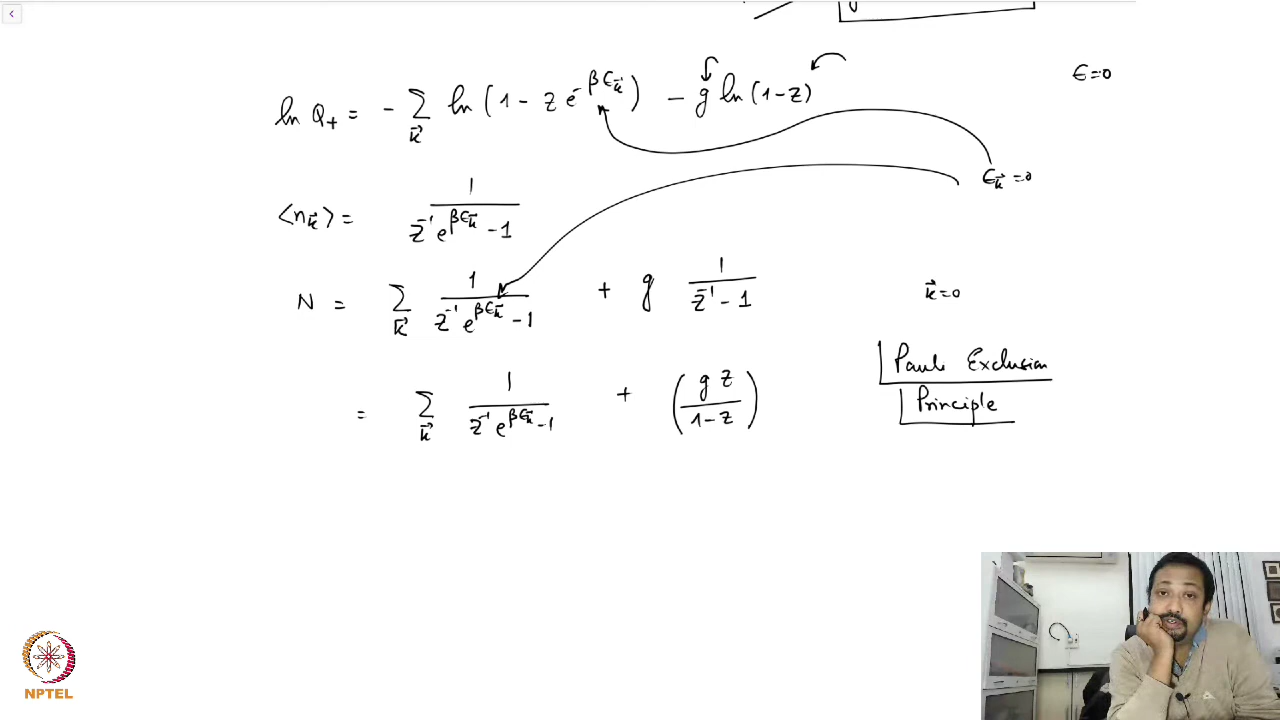 ln Q₊ = - Σ_k⃗ ln (1 - z e^{-βϵ_k⃗}) - g ln (1-z)
ϵ=0
ϵ_k⃗ =0
⟨n_k⃗⟩ = 1 / (z⁻¹ e^{βϵ_k⃗} - 1)
N = Σ_k⃗ 1 / (z⁻¹ e^{βϵ_k⃗} - 1) + g 1 / (z⁻¹ - 1)
k⃗=0
= Σ_k⃗ 1 / (z⁻¹ e^{βϵ_k⃗} - 1) + (g z / (1-z))
Pauli Exclusion
Principle
NPTEL